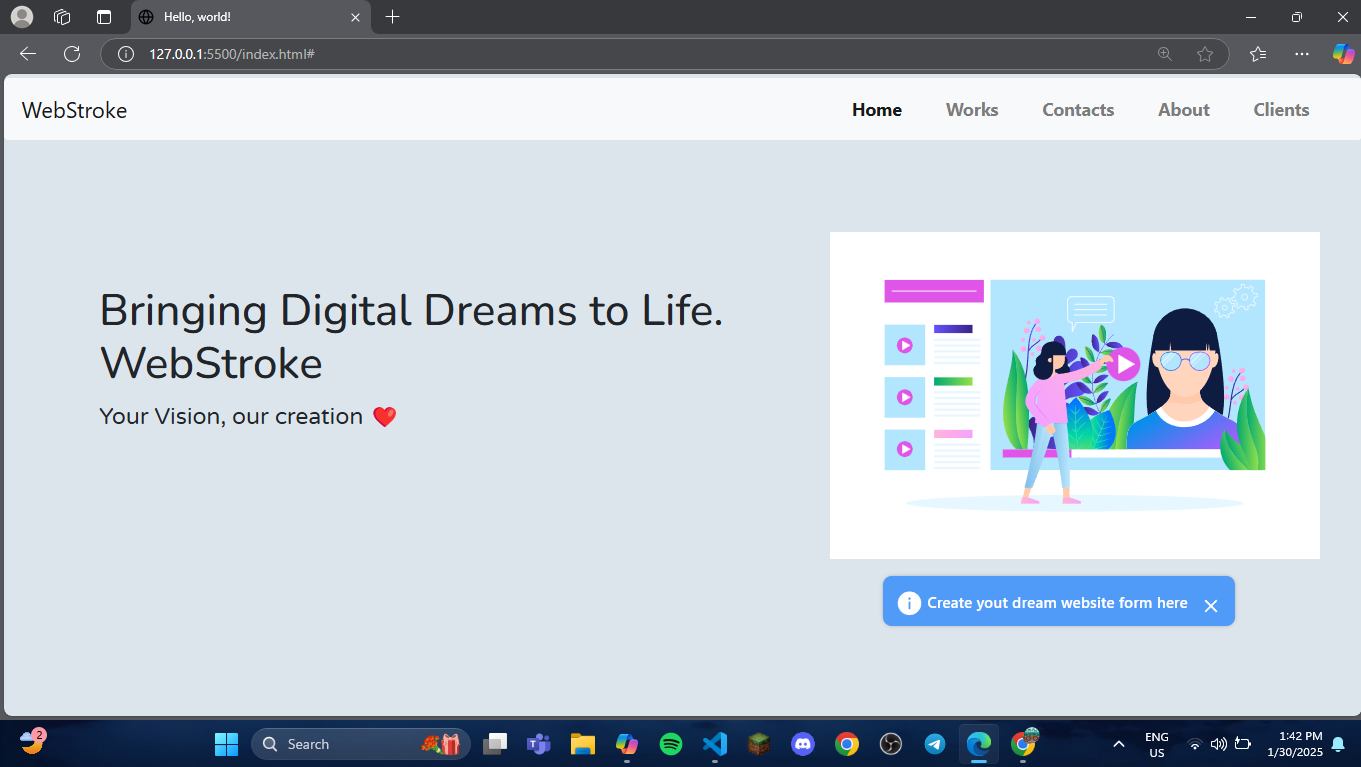 Hello, world!
127.0.0.1:5500/index.html#
WebStroke
Home Works Contacts About Clients
Bringing Digital Dreams to Life.
WebStroke
Your Vision, our creation ❤️
Create yout dream website form here
2
Search
ENG
US
1:42 PM
1/30/2025